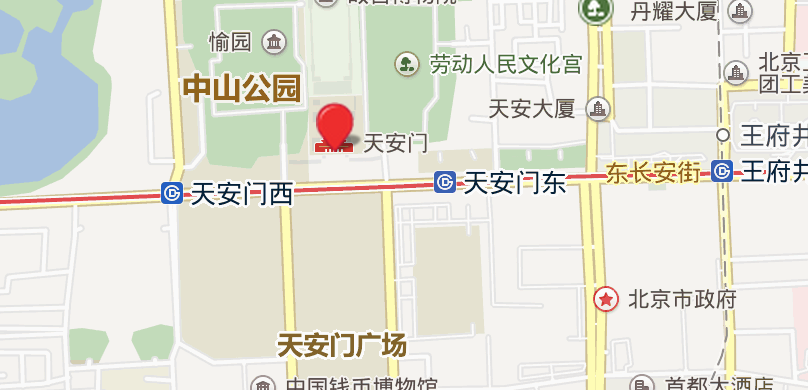 丹耀大厦
愉园
劳动人民文化宫
北京工
团工美
中山公园
天安大厦
天安门
王府井
天安门西
天安门东
东长安街
王府井
北京市政府
天安门广场
中国钱币博物馆
首都大酒店